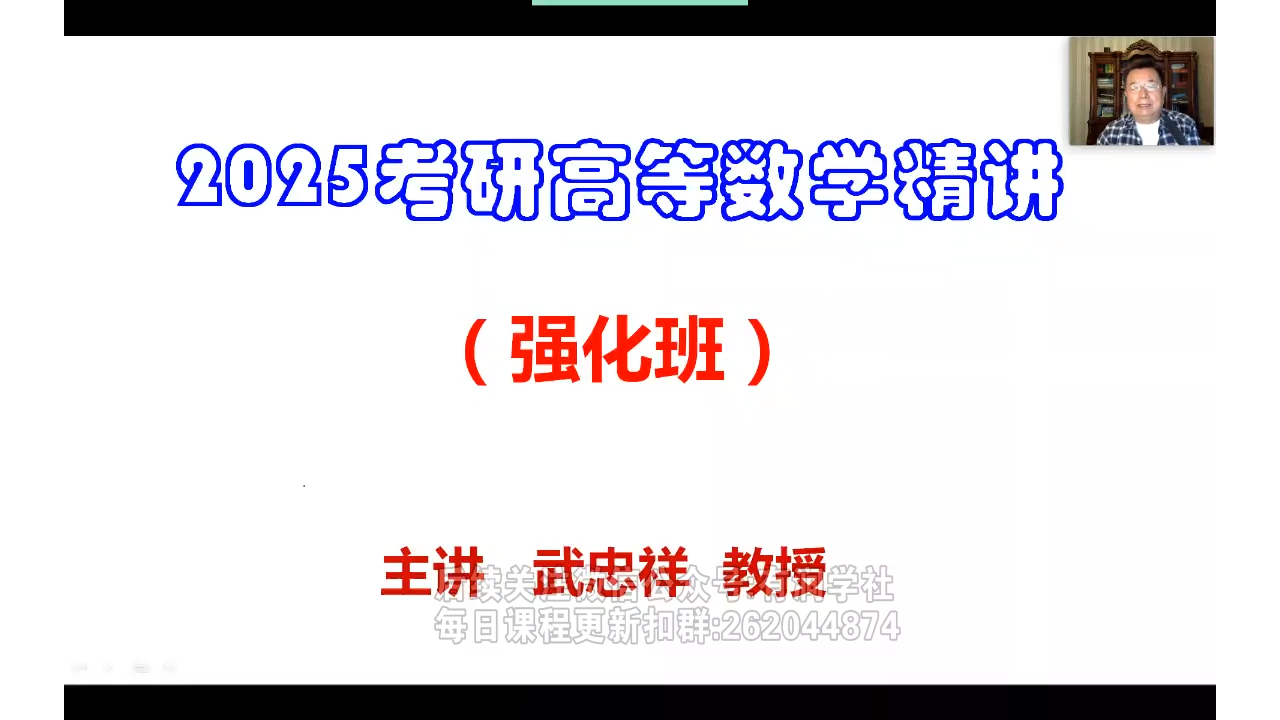 2025考研高等数学精讲
（强化班）
主讲 武忠祥 教授
后续关注微信公众号:
学社
每日课程更新扣群:262044874